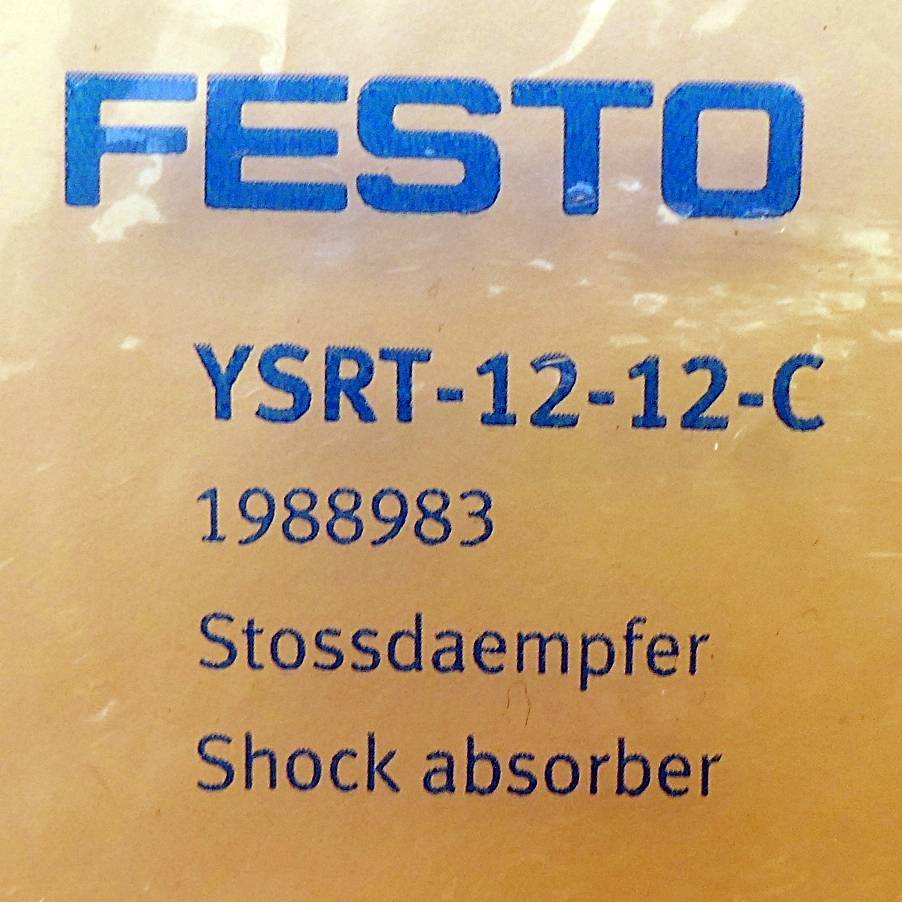 FESTO
YSRT-12-12-C
1988983
Stossdaempfer
Shock absorber